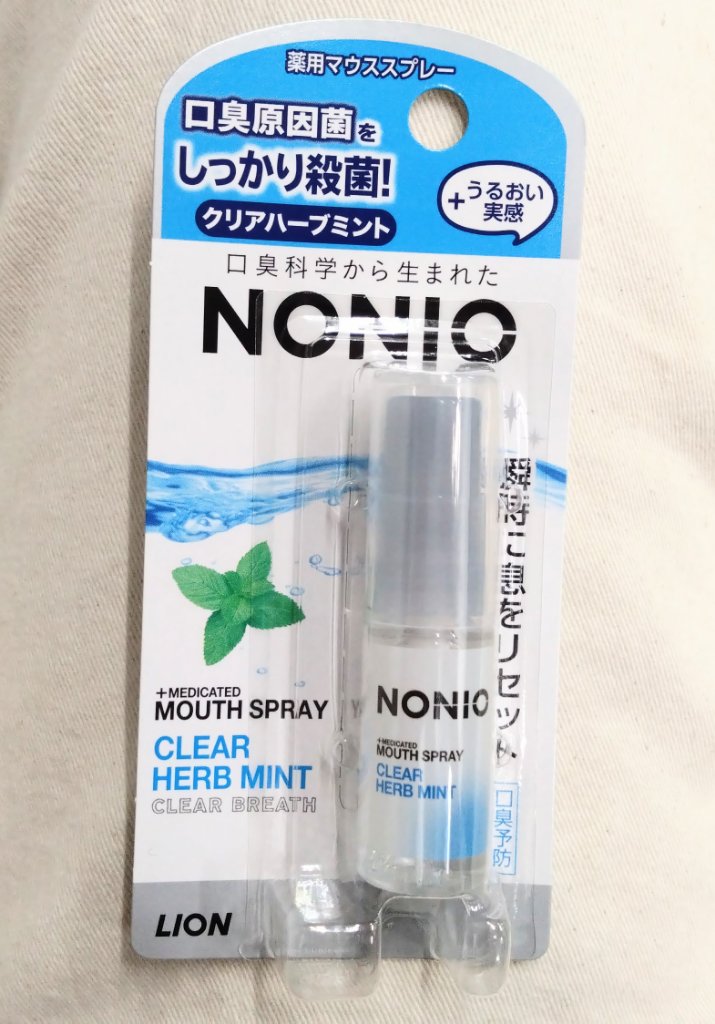 薬用マウススプレー
口臭原因菌を
しっかり殺菌!
+うるおい
実感
クリアハーブミント
口臭科学から生まれた
NONIO
瞬時に息をリセット
口臭予防
+MEDICATED
MOUTH SPRAY
CLEAR
HERB MINT
CLEAR BREATH
NONIO
+MEDICATED
MOUTH SPRAY
CLEAR
HERB MINT
LION